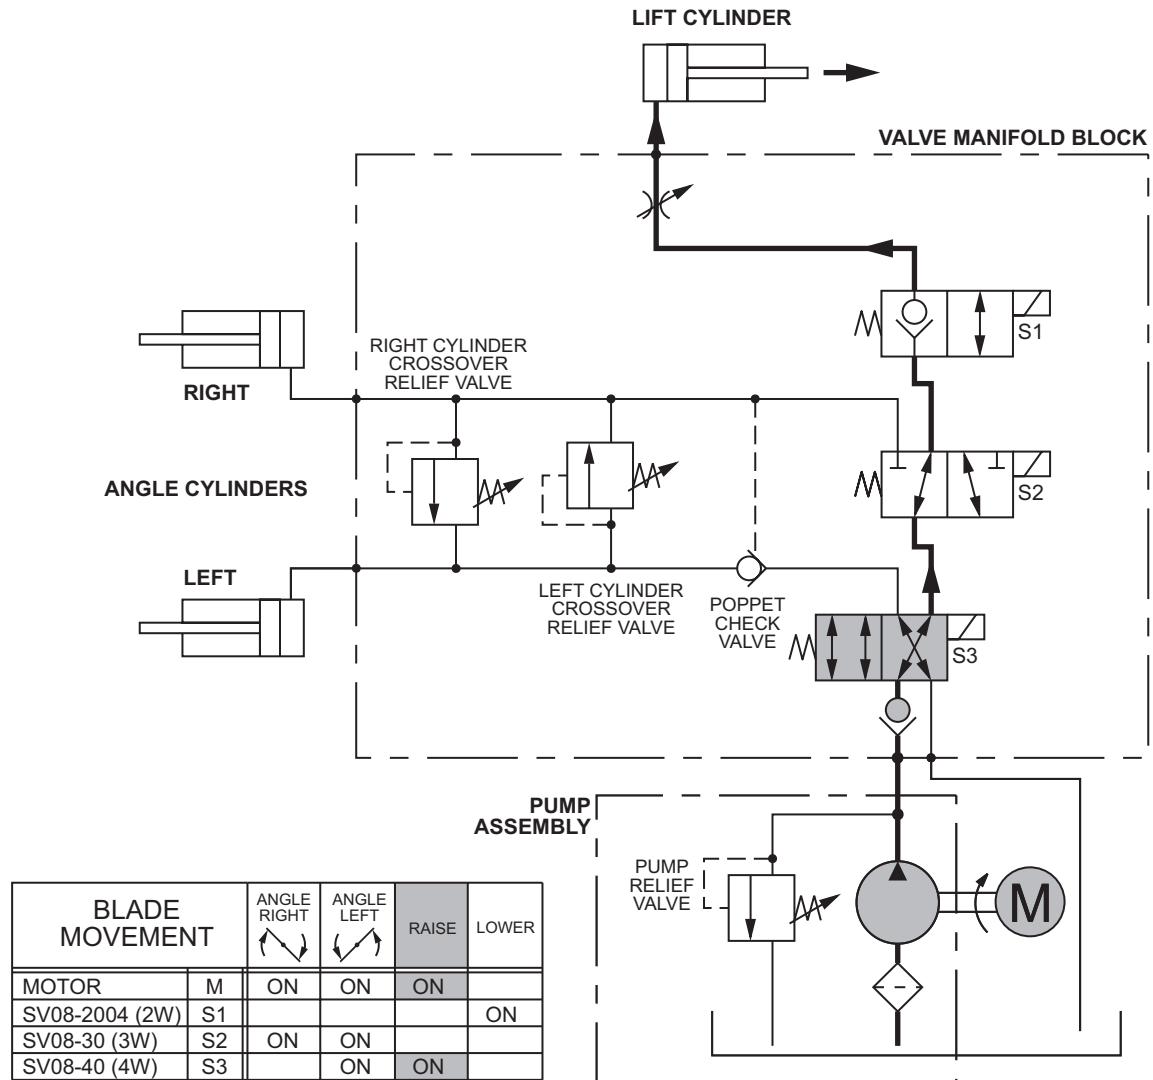 LIFT CYLINDER
VALVE MANIFOLD BLOCK
S1
RIGHT CYLINDER
CROSSOVER
RELIEF VALVE
RIGHT
ANGLE CYLINDERS
S2
LEFT
LEFT CYLINDER
CROSSOVER
RELIEF VALVE
POPPET
CHECK
VALVE
S3
PUMP
ASSEMBLY
PUMP
RELIEF
VALVE
M
BLADE
MOVEMENT
ANGLE
RIGHT
ANGLE
LEFT
RAISE
LOWER
MOTOR M ON ON ON
SV08-2004 (2W) S1 ON
SV08-30 (3W) S2 ON ON
SV08-40 (4W) S3 ON ON